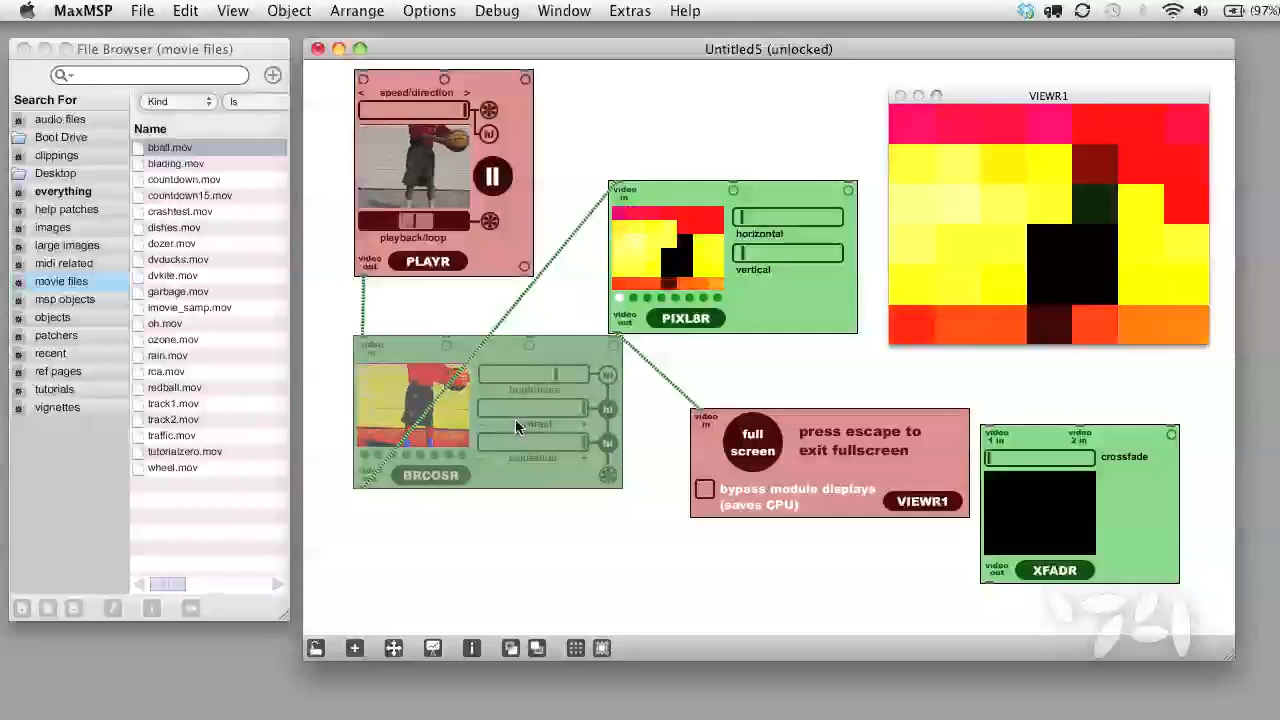 MaxMSP File Edit View Object Arrange Options Debug Window Extras Help (97%)
File Browser (movie files)
Search For
audio files
Boot Drive
clippings
Desktop
everything
help patches
images
large images
midi related
movie files
msp objects
objects
patchers
recent
ref pages
tutorials
vignettes
Kind
Is
Name
bball.mov
blading.mov
countdown.mov
countdown15.mov
crashtest.mov
dishes.mov
dozer.mov
dvducks.mov
dvkite.mov
garbage.mov
imovie_samp.mov
oh.mov
ozone.mov
rain.mov
rca.mov
redball.mov
track1.mov
track2.mov
traffic.mov
tutorialzero.mov
wheel.mov
Untitled5 (unlocked)
< speed/direction >
playback/loop
video
out
PLAYR
video
in
video
out
BRCOSR
video
in
horizontal
vertical
video
out
PIXL8R
VIEWR1
video
in
full
screen
press escape to
exit fullscreen
bypass module displays
(saves CPU)
VIEWR1
video
1 in
video
2 in
crossfade
video
out
XFADR